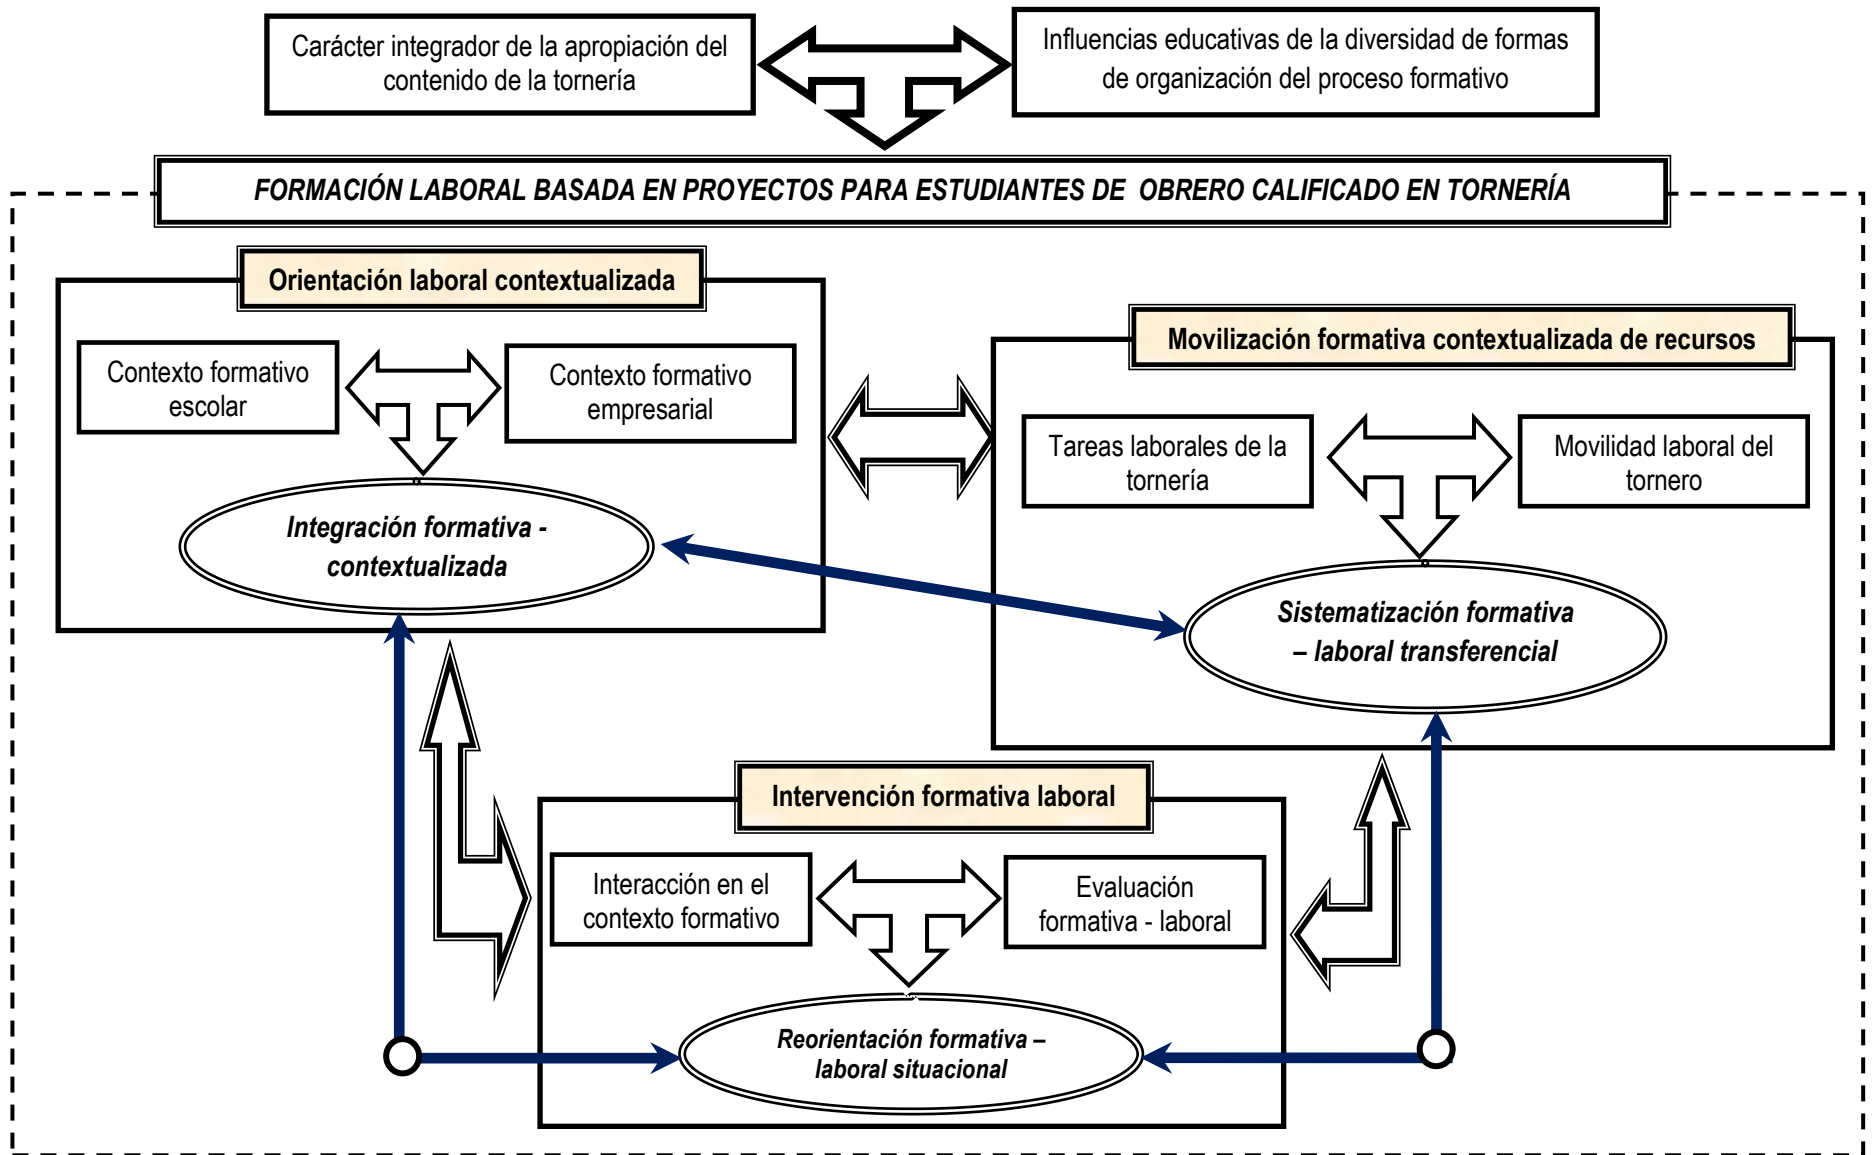 Carácter integrador de la apropiación del
contenido de la tornería
Influencias educativas de la diversidad de formas
de organización del proceso formativo
FORMACIÓN LABORAL BASADA EN PROYECTOS PARA ESTUDIANTES DE OBRERO CALIFICADO EN TORNERÍA
Orientación laboral contextualizada
Contexto formativo
escolar
Contexto formativo
empresarial
Integración formativa -
contextualizada
Movilización formativa contextualizada de recursos
Tareas laborales de la
tornería
Movilidad laboral del
tornero
Sistematización formativa
– laboral transferencial
Intervención formativa laboral
Interacción en el
contexto formativo
Evaluación
formativa - laboral
Reorientación formativa –
laboral situacional